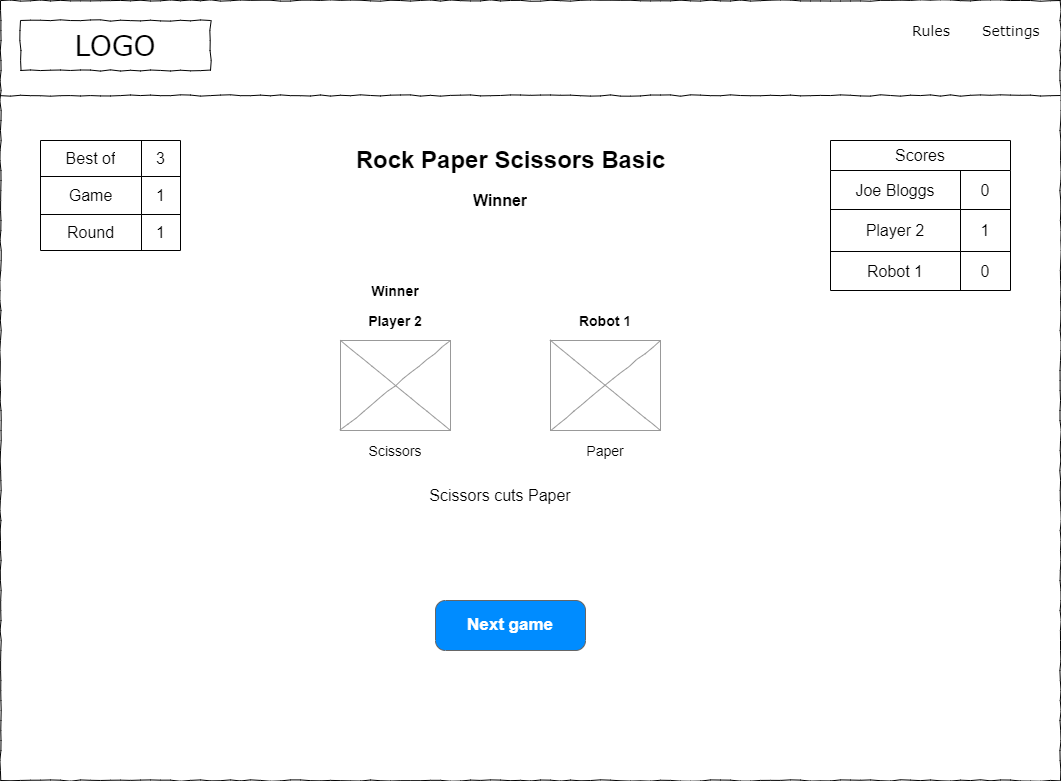 LOGO
Rules Settings
Best of 3
Game 1
Round 1
Rock Paper Scissors Basic
Winner
Scores
Joe Bloggs 0
Player 2 1
Robot 1 0
Winner
Player 2 Robot 1
Scissors Paper
Scissors cuts Paper
Next game